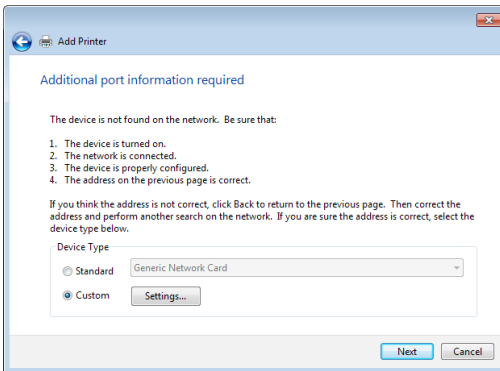 Add Printer
Additional port information required
The device is not found on the network. Be sure that:
1. The device is turned on.
2. The network is connected.
3. The device is properly configured.
4. The address on the previous page is correct.
If you think the address is not correct, click Back to return to the previous page. Then correct the
address and perform another search on the network. If you are sure the address is correct, select the
device type below.
Device Type
Standard Generic Network Card
Custom Settings...
Next Cancel